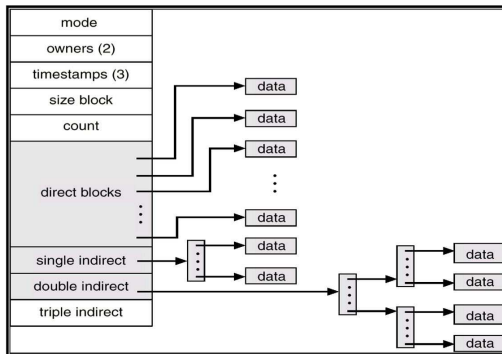 mode
owners (2)
timestamps (3)
size block
count
direct blocks
single indirect
double indirect
triple indirect
data
data
data
data
data
data
data
data
data
data